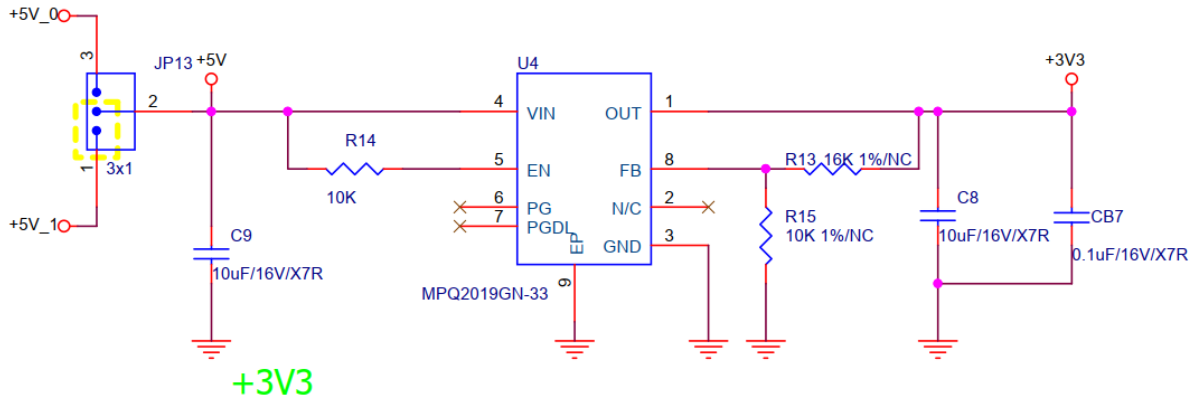 +5V_0
3
JP13
+5V
2
1
3x1
+5V_1
R14
10K
C9
10uF/16V/X7R
U4
4
VIN
OUT
1
5
EN
FB
8
6
PG
N/C
2
7
PGDL
GND
3
EP
9
MPQ2019GN-33
R13 16K 1%/NC
R15
10K 1%/NC
+3V3
C8
10uF/16V/X7R
CB7
0.1uF/16V/X7R
+3V3